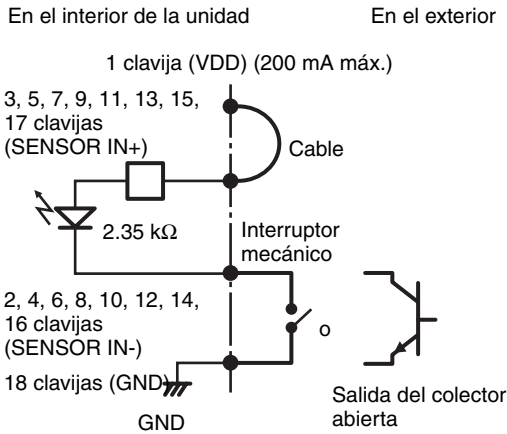 En el interior de la unidad
En el exterior
1 clavija (VDD) (200 mA máx.)
3, 5, 7, 9, 11, 13, 15,
17 clavijas
(SENSOR IN+)
Cable
2.35 kΩ
Interruptor
mecánico
2, 4, 6, 8, 10, 12, 14,
16 clavijas
(SENSOR IN-)
o
18 clavijas (GND)
GND
Salida del colector
abierta